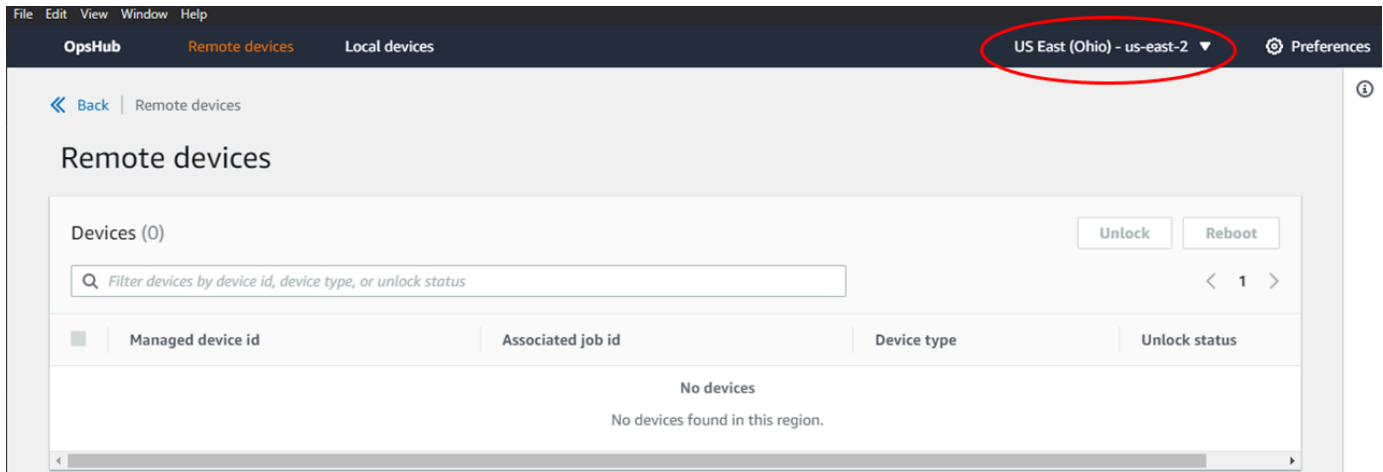 File Edit View Window Help
OpsHub Remote devices Local devices US East (Ohio) - us-east-2 ▼ Preferences
Back | Remote devices
Remote devices
Devices (0) Unlock Reboot
Filter devices by device id, device type, or unlock status < 1 >
Managed device id Associated job id Device type Unlock status
No devices
No devices found in this region.